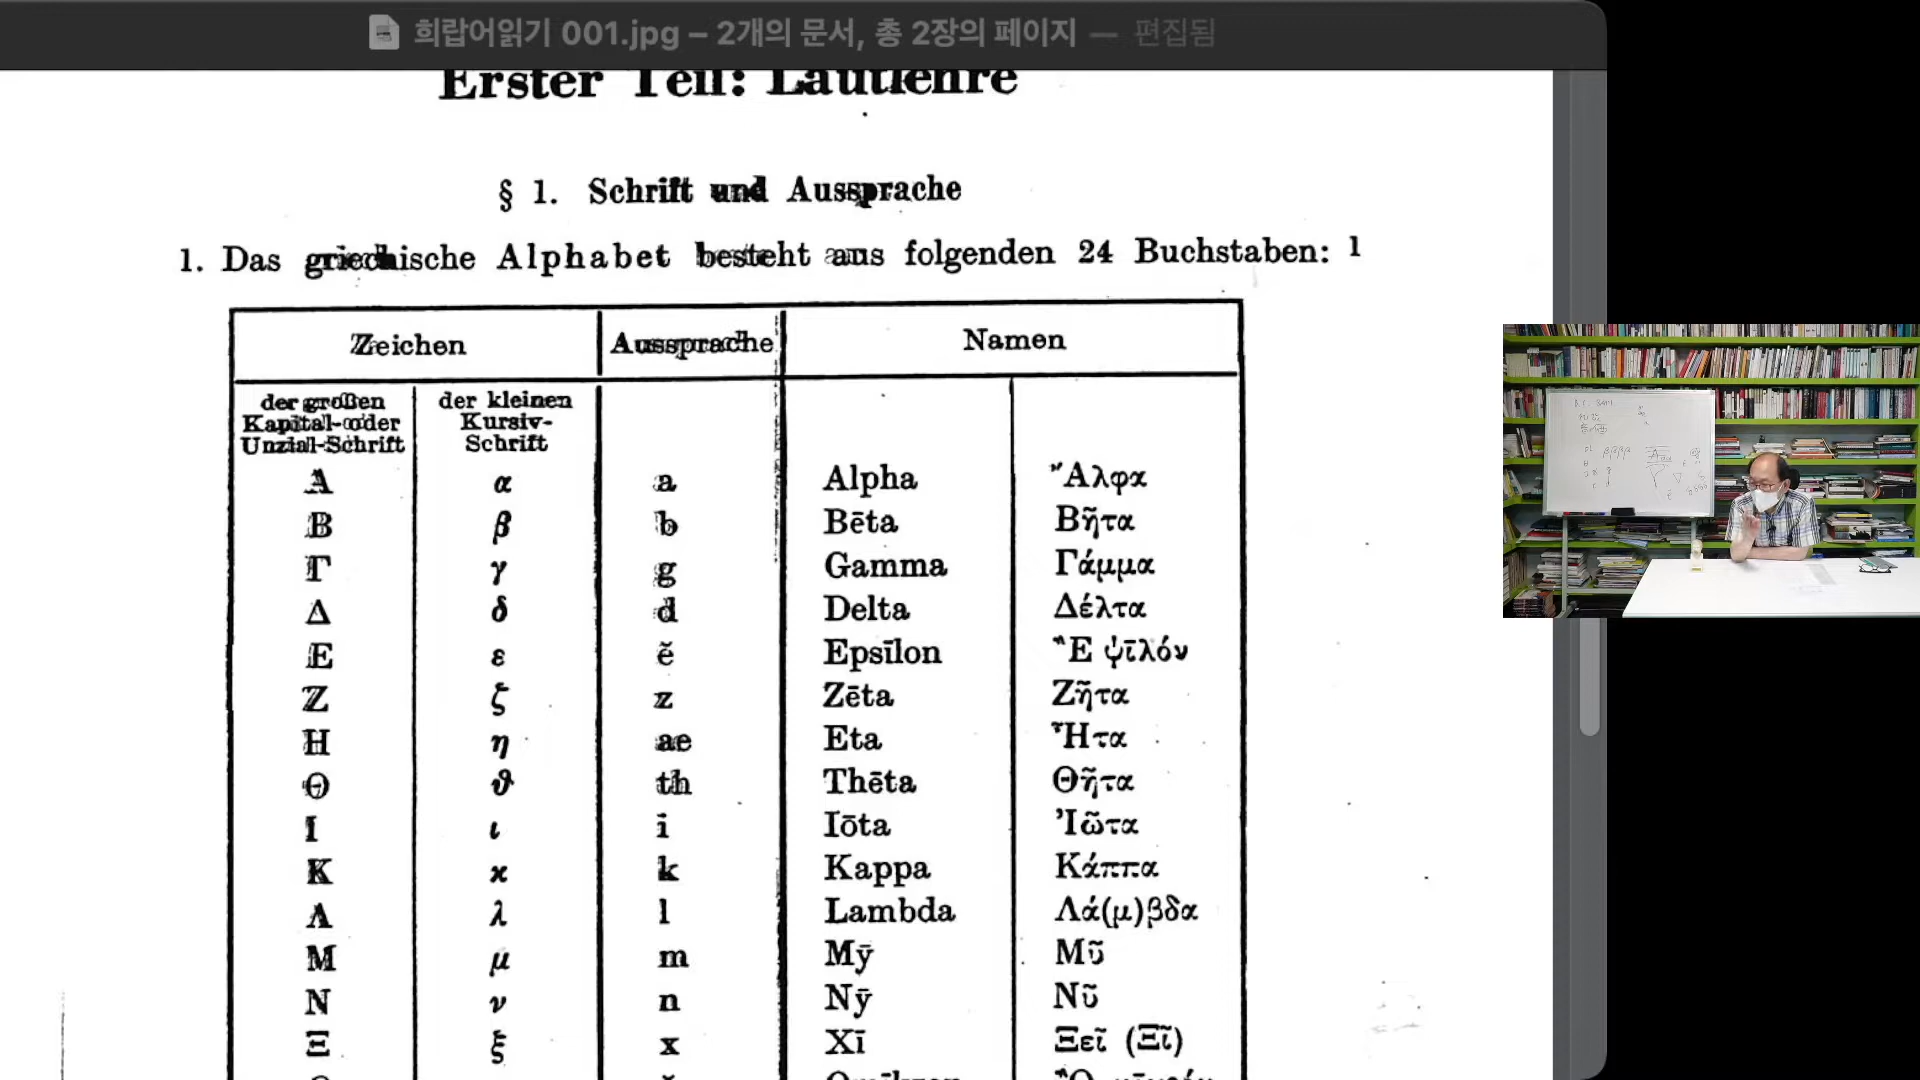 희랍어읽기 001.jpg – 2개의 문서, 총 2장의 페이지 — 편집됨
Erster Teil: Lautlehre
§ 1. Schrift und Aussprache
1. Das griechische Alphabet besteht aus folgenden 24 Buchstaben: 1
Zeichen Aussprache Namen
der großen Kapital- oder Unzial-Schrift
der kleinen Kursiv-Schrift
Α α a Alpha Ἄλφα
Β β b Bēta Βῆτα
Γ γ g Gamma Γάμμα
Δ δ d Delta Δέλτα
Ε ε ĕ Epsīlon Ἒ ψῑλόν
Ζ ζ z Zēta Ζῆτα
Η η ae Eta Ἦτα
Θ ϑ th Thēta Θῆτα
Ι ι i Iōta Ἰῶτα
Κ ϰ k Kappa Κάππα
Λ λ l Lambda Λά(μ)βδα
Μ μ m Mȳ Μῦ
Ν ν n Nȳ Νῦ
Ξ ξ x Xī Ξεῖ (Ξῖ)